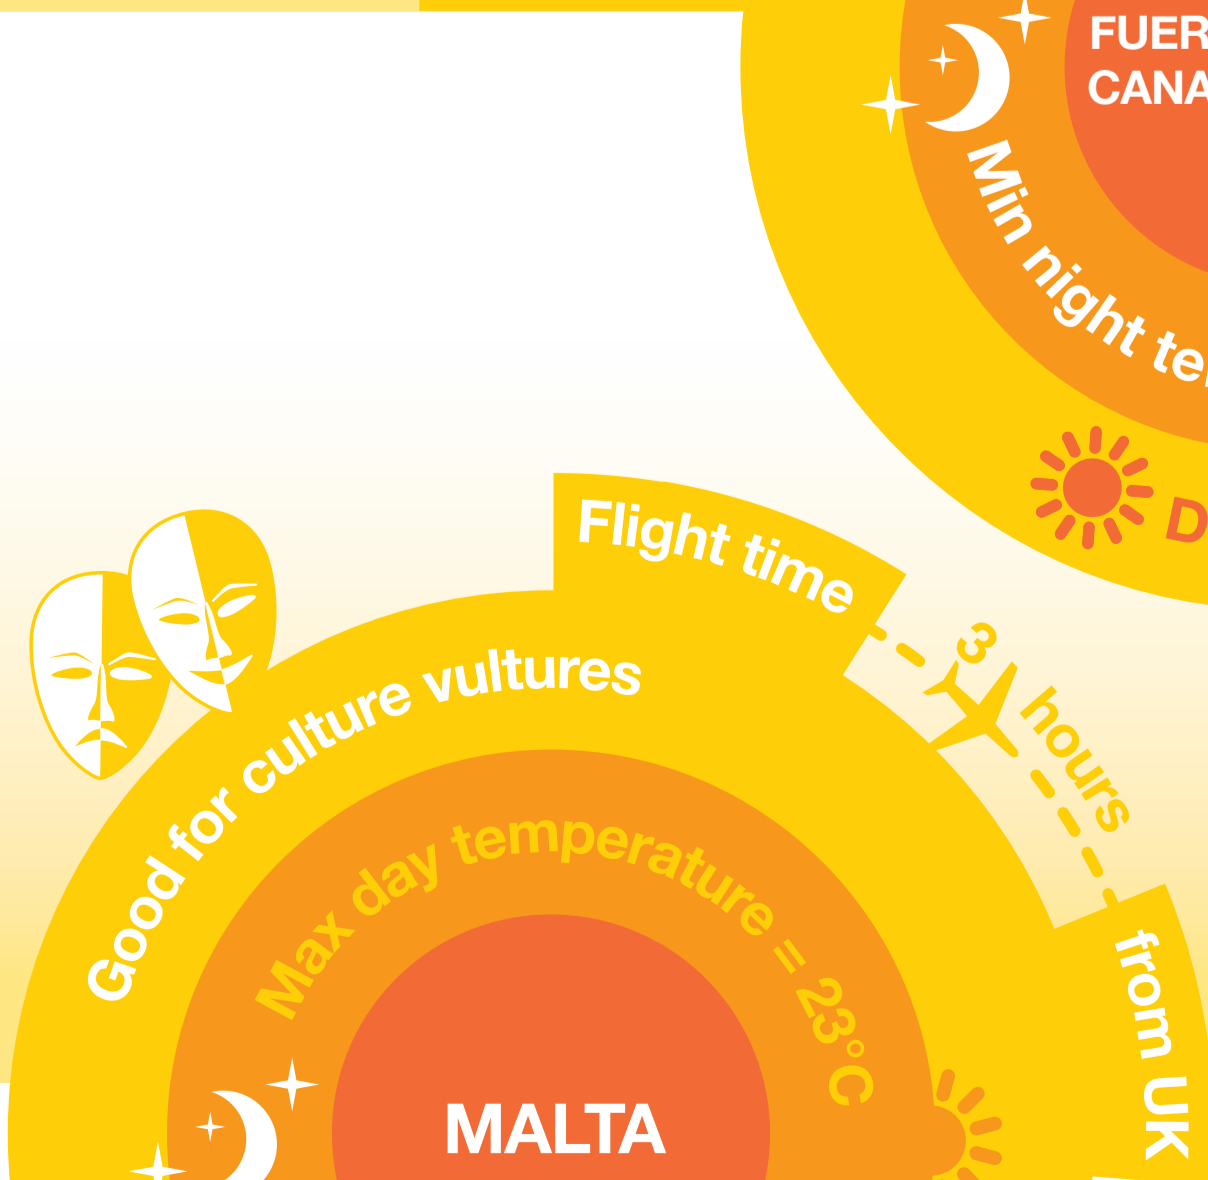 FUER
CANA
Min night te
D
Flight time
3 hours
from UK
Good for culture vultures
Max day temperature = 23°C
MALTA